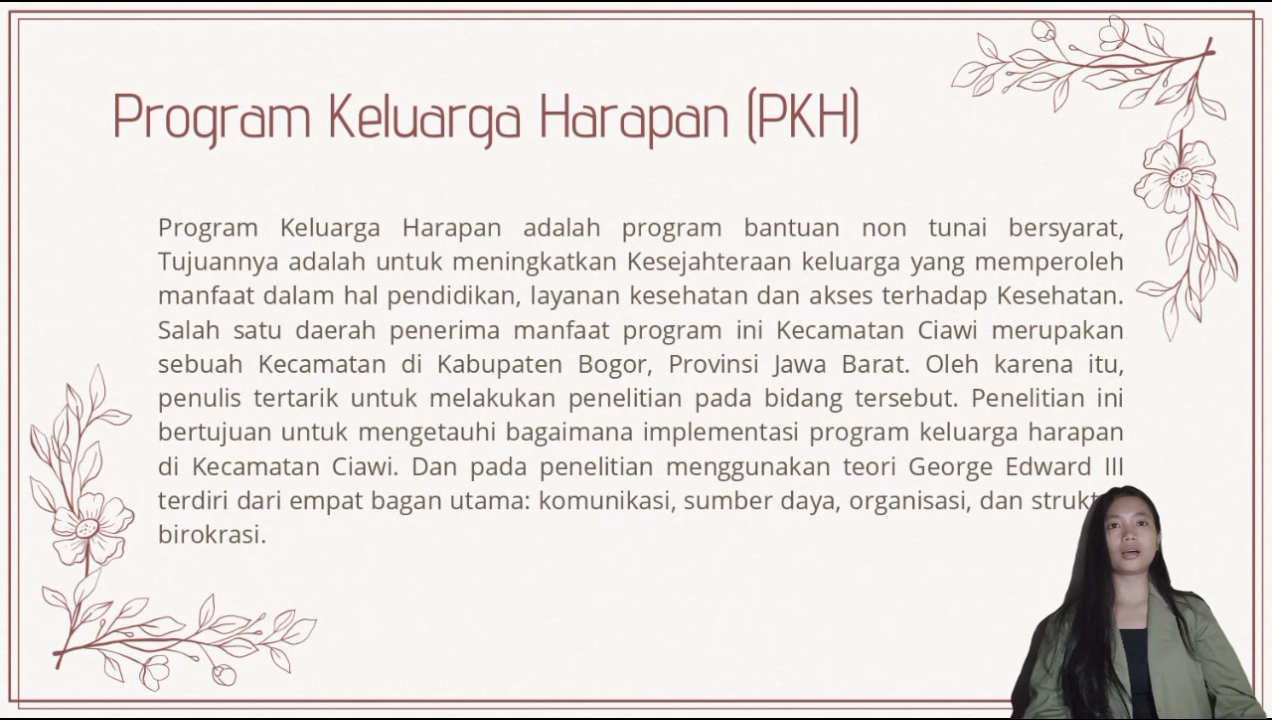 Program Keluarga Harapan (PKH)
Program Keluarga Harapan adalah program bantuan non tunai bersyarat,
Tujuannya adalah untuk meningkatkan Kesejahteraan keluarga yang memperoleh
manfaat dalam hal pendidikan, layanan kesehatan dan akses terhadap Kesehatan.
Salah satu daerah penerima manfaat program ini Kecamatan Ciawi merupakan
sebuah Kecamatan di Kabupaten Bogor, Provinsi Jawa Barat. Oleh karena itu,
penulis tertarik untuk melakukan penelitian pada bidang tersebut. Penelitian ini
bertujuan untuk mengetauhi bagaimana implementasi program keluarga harapan
di Kecamatan Ciawi. Dan pada penelitian menggunakan teori George Edward III
terdiri dari empat bagan utama: komunikasi, sumber daya, organisasi, dan
birokrasi.